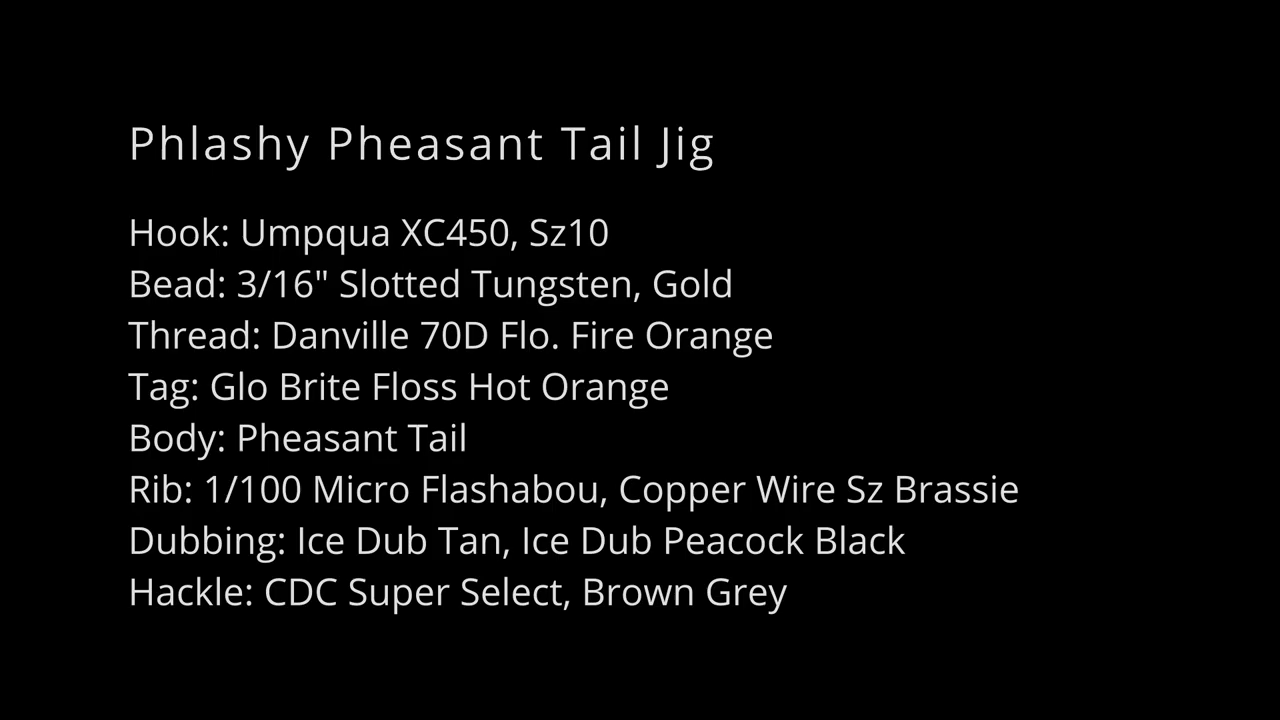 Phlashy Pheasant Tail Jig
Hook: Umpqua XC450, Sz10
Bead: 3/16" Slotted Tungsten, Gold
Thread: Danville 70D Flo. Fire Orange
Tag: Glo Brite Floss Hot Orange
Body: Pheasant Tail
Rib: 1/100 Micro Flashabou, Copper Wire Sz Brassie
Dubbing: Ice Dub Tan, Ice Dub Peacock Black
Hackle: CDC Super Select, Brown Grey